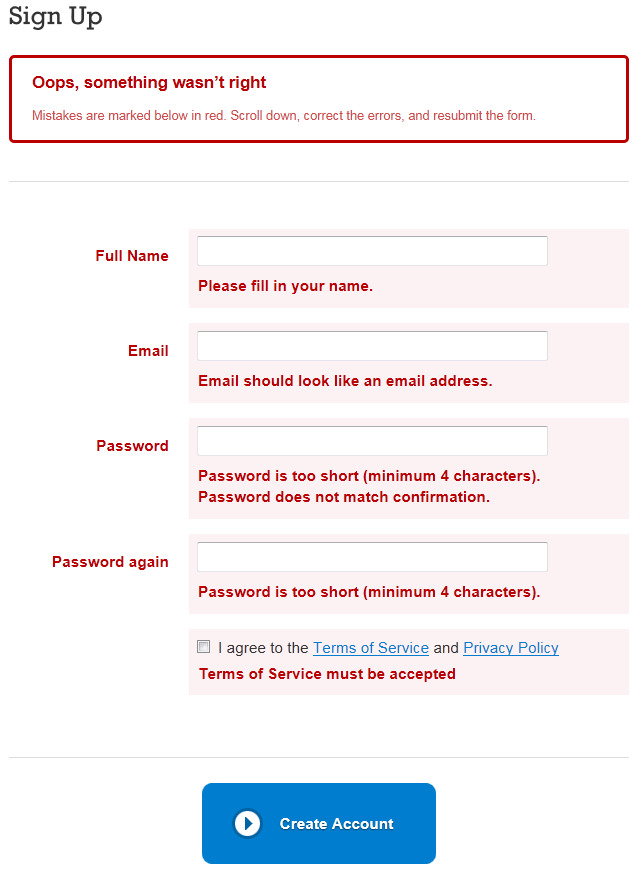 Sign Up
Oops, something wasn’t right
Mistakes are marked below in red. Scroll down, correct the errors, and resubmit the form.
Full Name
Please fill in your name.
Email
Email should look like an email address.
Password
Password is too short (minimum 4 characters).
Password does not match confirmation.
Password again
Password is too short (minimum 4 characters).
I agree to the Terms of Service and Privacy Policy
Terms of Service must be accepted
Create Account